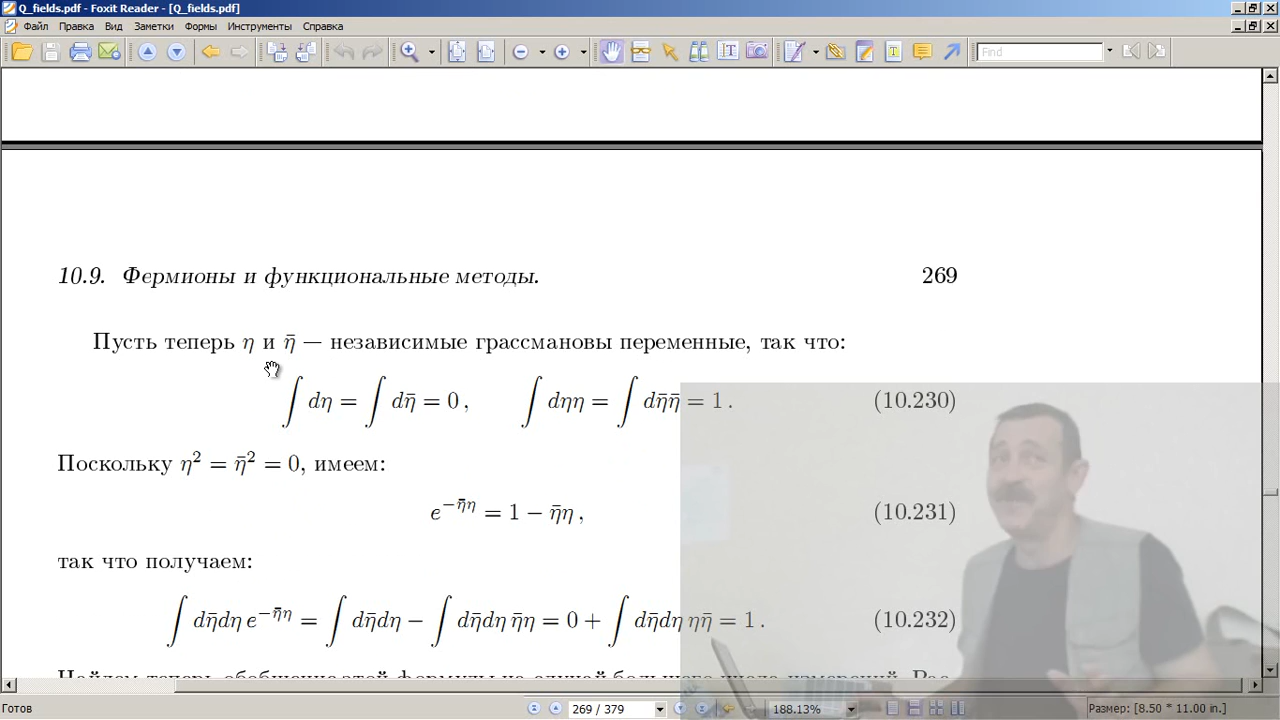 Q_fields.pdf - Foxit Reader - [Q_fields.pdf]
Файл Правка Вид Заметки Формы Инструменты Справка
Find
10.9. Фермионы и функциональные методы. 269
Пусть теперь η и η̄ — независимые грассмановы переменные, так что:
∫ dη = ∫ dη̄ = 0 , ∫ dηη = ∫ dη̄η̄ = 1 . (10.230)
Поскольку η² = η̄² = 0, имеем:
e^{−η̄η} = 1 − η̄η , (10.231)
так что получаем:
∫ dη̄dη e^{−η̄η} = ∫ dη̄dη − ∫ dη̄dη η̄η = 0 + ∫ dη̄dη ηη̄ = 1 . (10.232)
Готов 269 / 379 188.13% Размер: [8.50 * 11.00 in.]